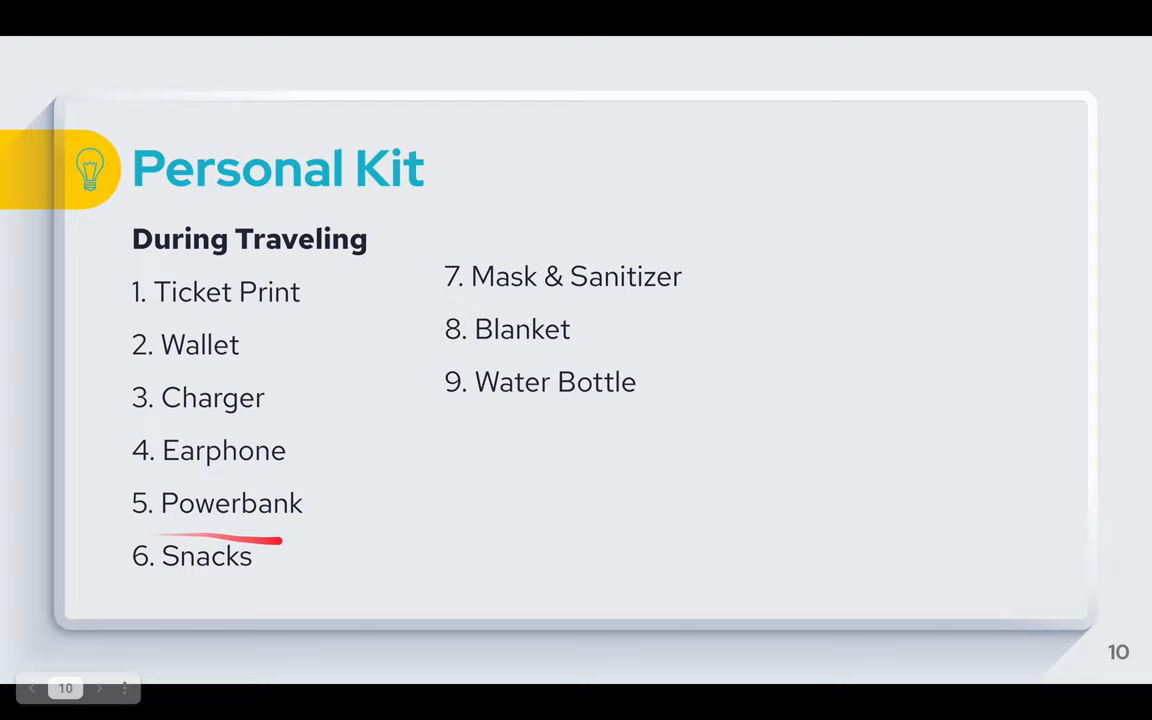 Personal Kit
During Traveling
1. Ticket Print
2. Wallet
3. Charger
4. Earphone
5. Powerbank
6. Snacks
7. Mask & Sanitizer
8. Blanket
9. Water Bottle
10
10